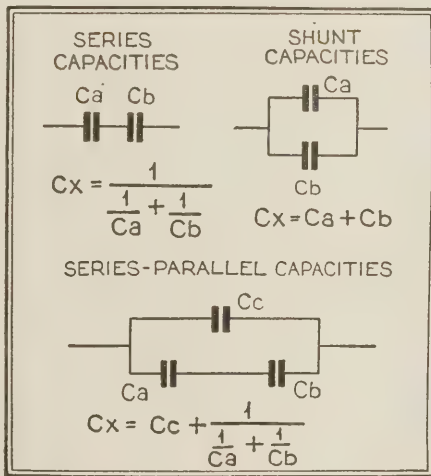 SERIES
CAPACITIES
Ca Cb
Cx = 1 / (1/Ca + 1/Cb)
SHUNT
CAPACITIES
Ca
Cb
Cx = Ca + Cb
SERIES-PARALLEL CAPACITIES
Cc
Ca Cb
Cx = Cc + 1 / (1/Ca + 1/Cb)